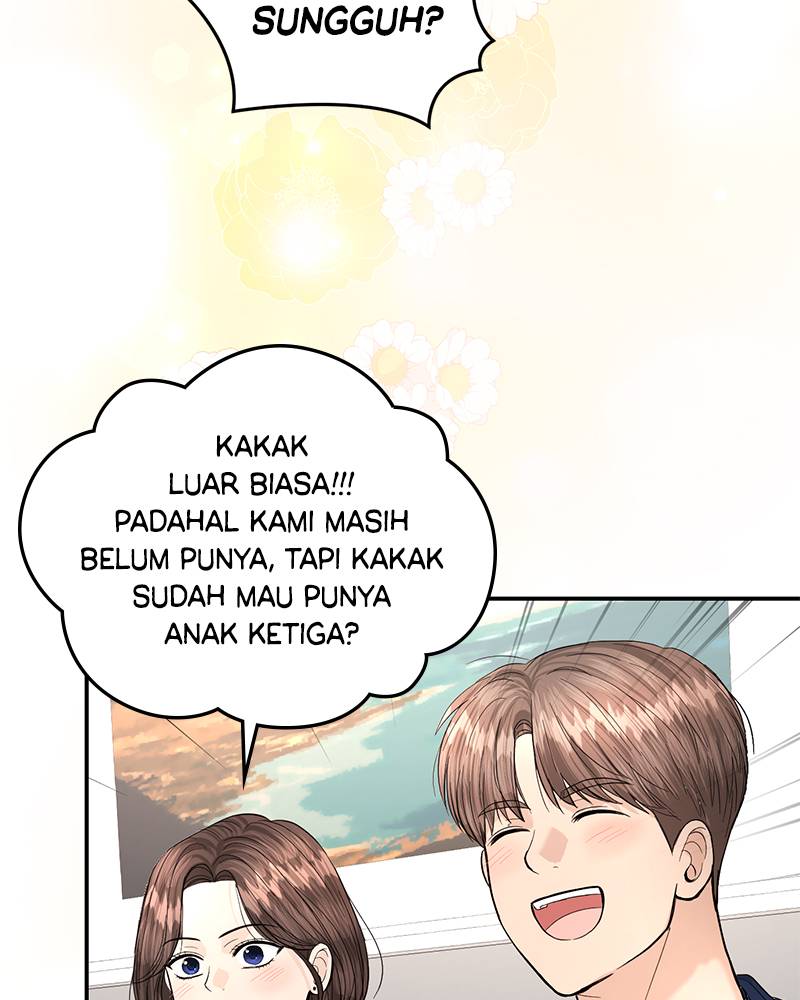 SUNGGUH?
KAKAK
LUAR BIASA!!!
PADAHAL KAMI MASIH
BELUM PUNYA, TAPI KAKAK
SUDAH MAU PUNYA
ANAK KETIGA?